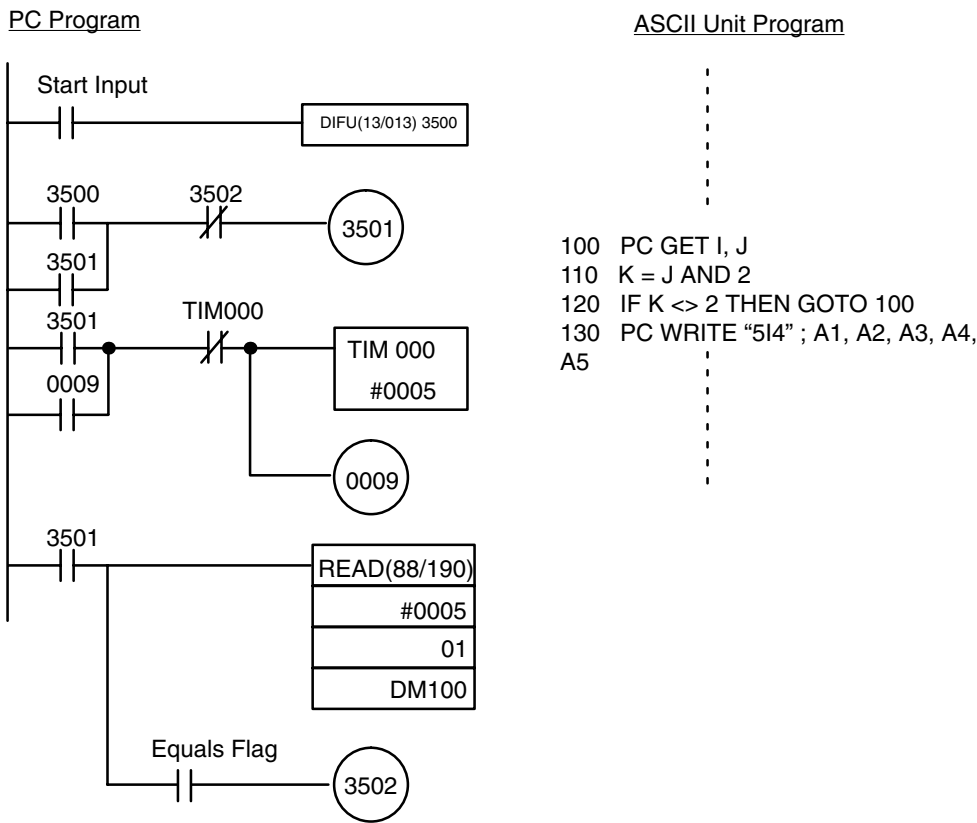 PC Program
Start Input
DIFU(13/013) 3500
3500
3502
3501
3501
3501
TIM000
TIM 000
#0005
0009
0009
3501
READ(88/190)
#0005
01
DM100
Equals Flag
3502
ASCII Unit Program
100 PC GET I, J
110 K = J AND 2
120 IF K <> 2 THEN GOTO 100
130 PC WRITE “5I4” ; A1, A2, A3, A4,
A5